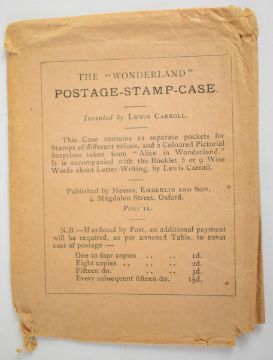 THE "WONDERLAND"
POSTAGE-STAMP-CASE.
Invented by LEWIS CARROLL.
This Case contains 12 separate pockets for
Stamps of different values, and 2 Coloured Pictorial
Surprises taken from "Alice in Wonderland."
It is accompanied with the Booklet 8 or 9 Wise
Words about Letter-Writing, by Lewis Carroll.
Published by Messrs. EMBERLIN AND SON,
4, Magdalen Street, Oxford.
Price 1s.
N.B.—If ordered by Post, an additional payment
will be required, as per annexed Table, to cover
cost of postage :—
One to four copies .. .. 1d.
Eight copies .. .. .. 2d.
Fifteen do. .. .. 3d.
Every subsequent fifteen do. 1½d.